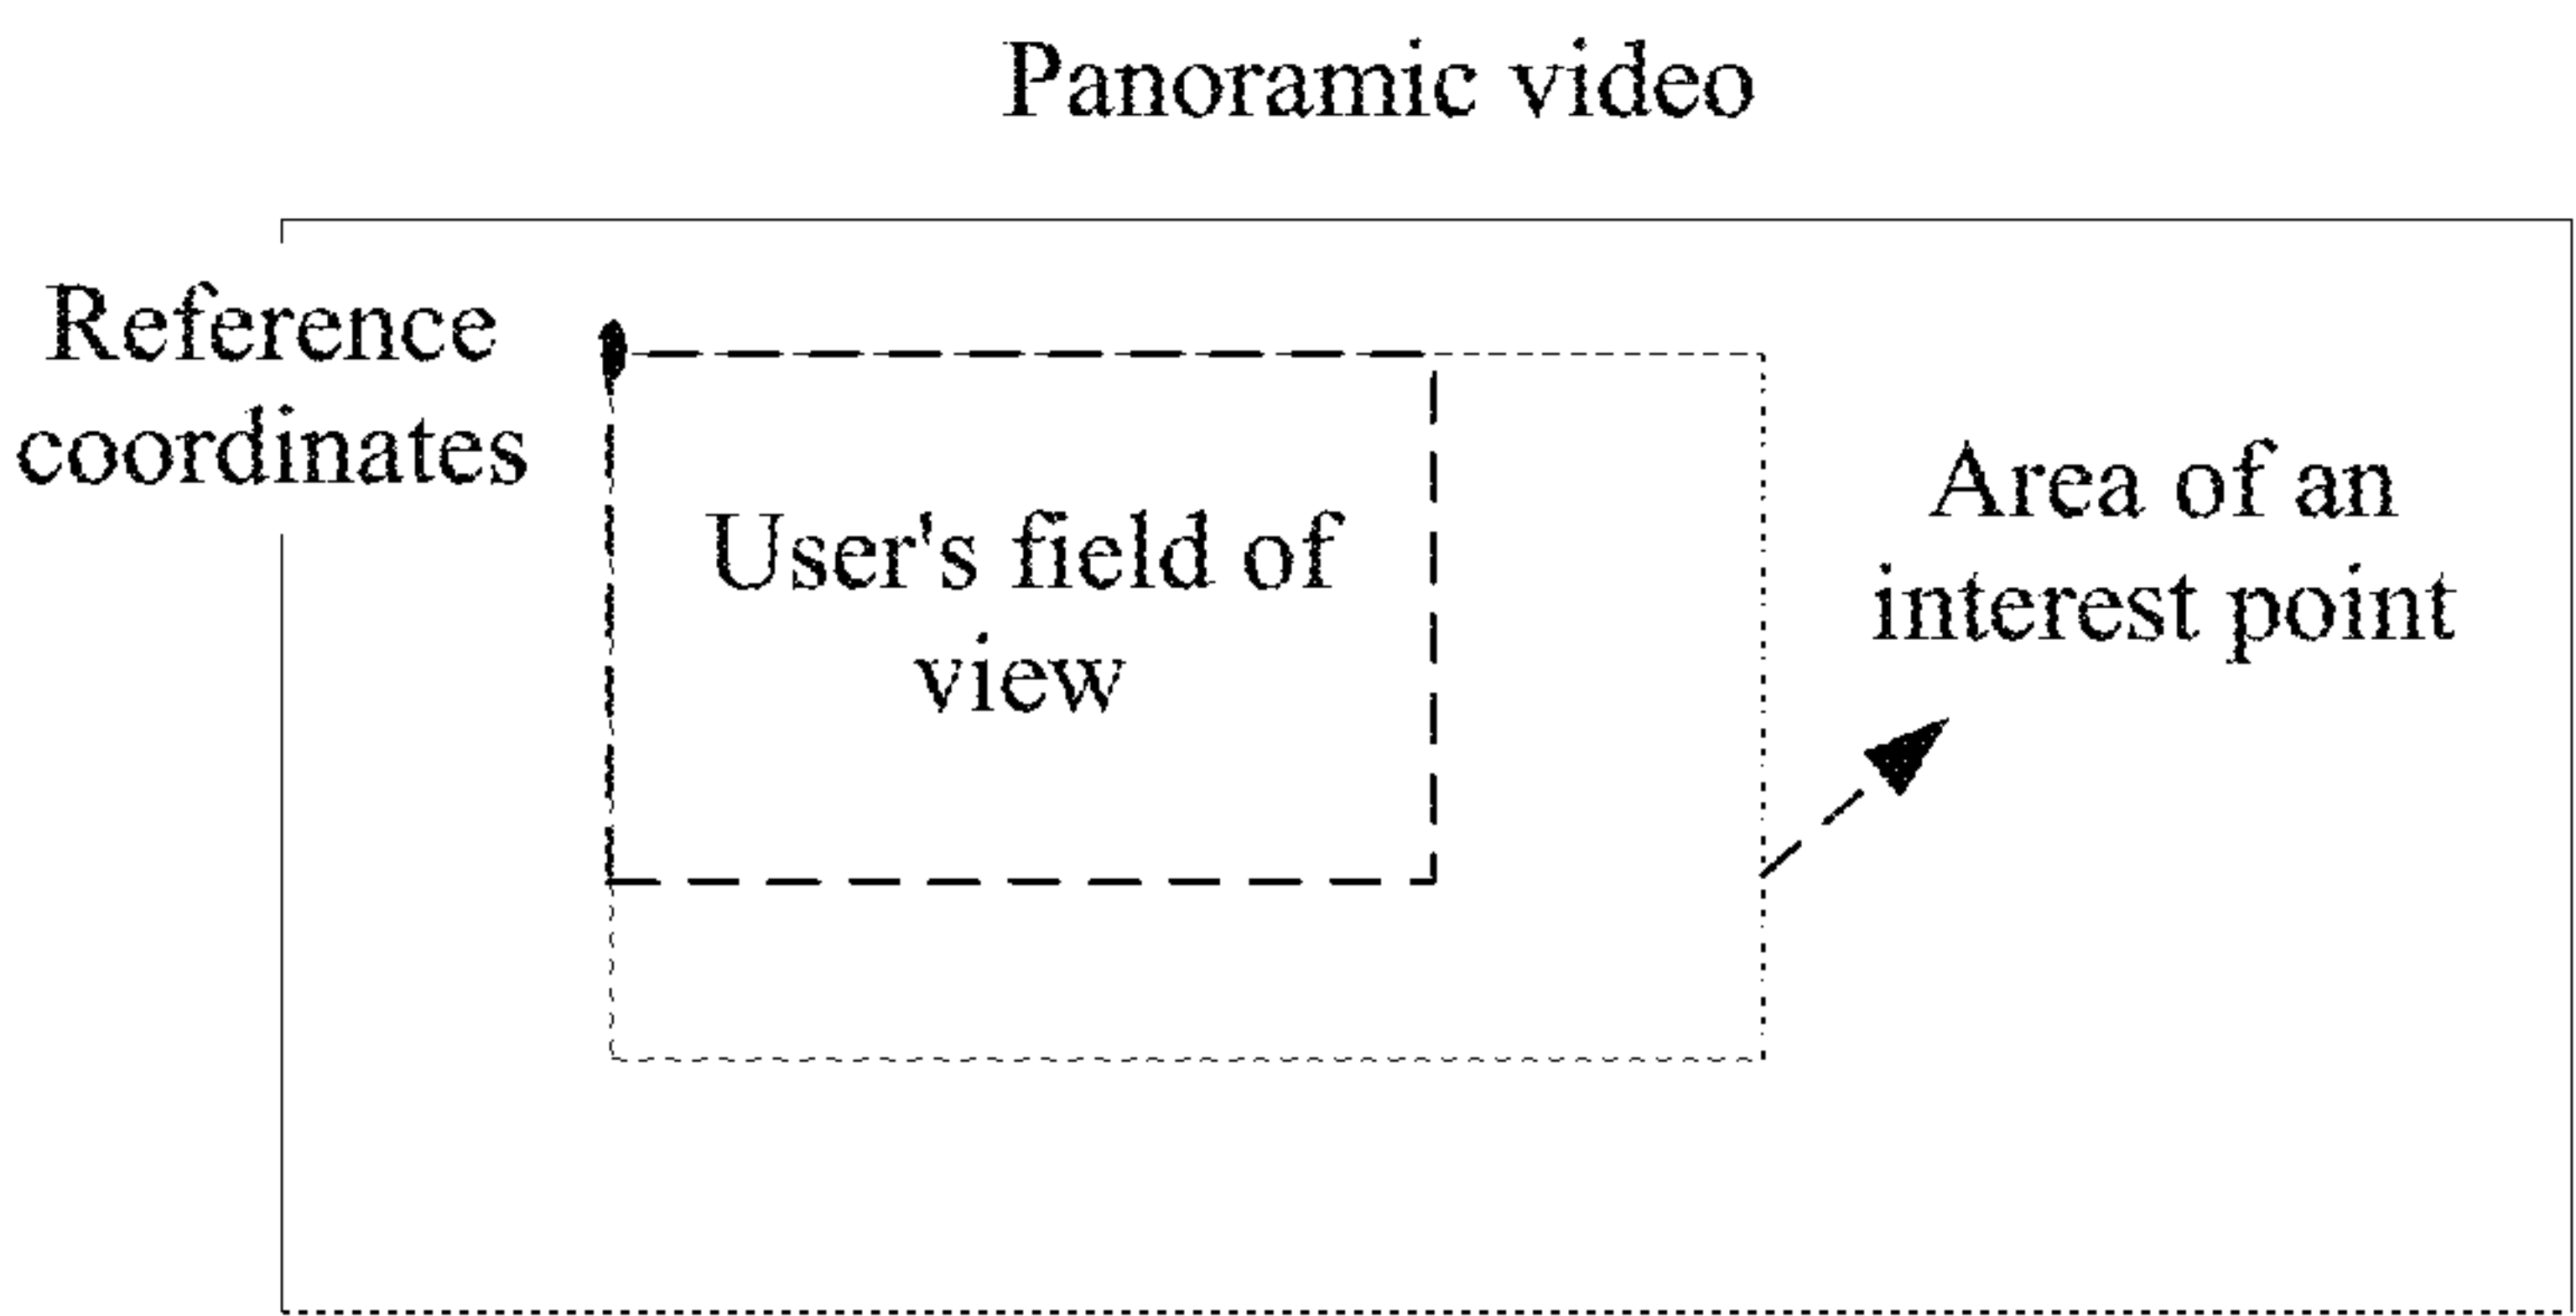 Panoramic video
Reference
coordinates
User's field of
view
Area of an
interest point